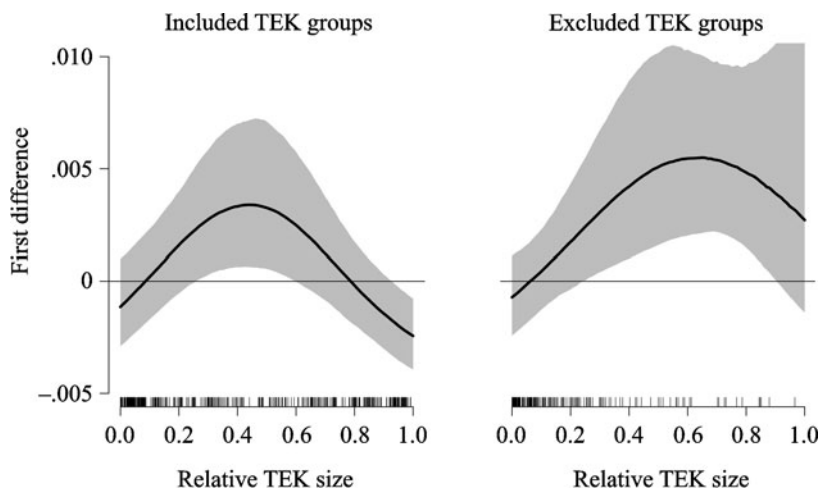 Included TEK groups
Excluded TEK groups
First difference
.010
.005
0
–.005
0.0 0.2 0.4 0.6 0.8 1.0
0.0 0.2 0.4 0.6 0.8 1.0
Relative TEK size
Relative TEK size